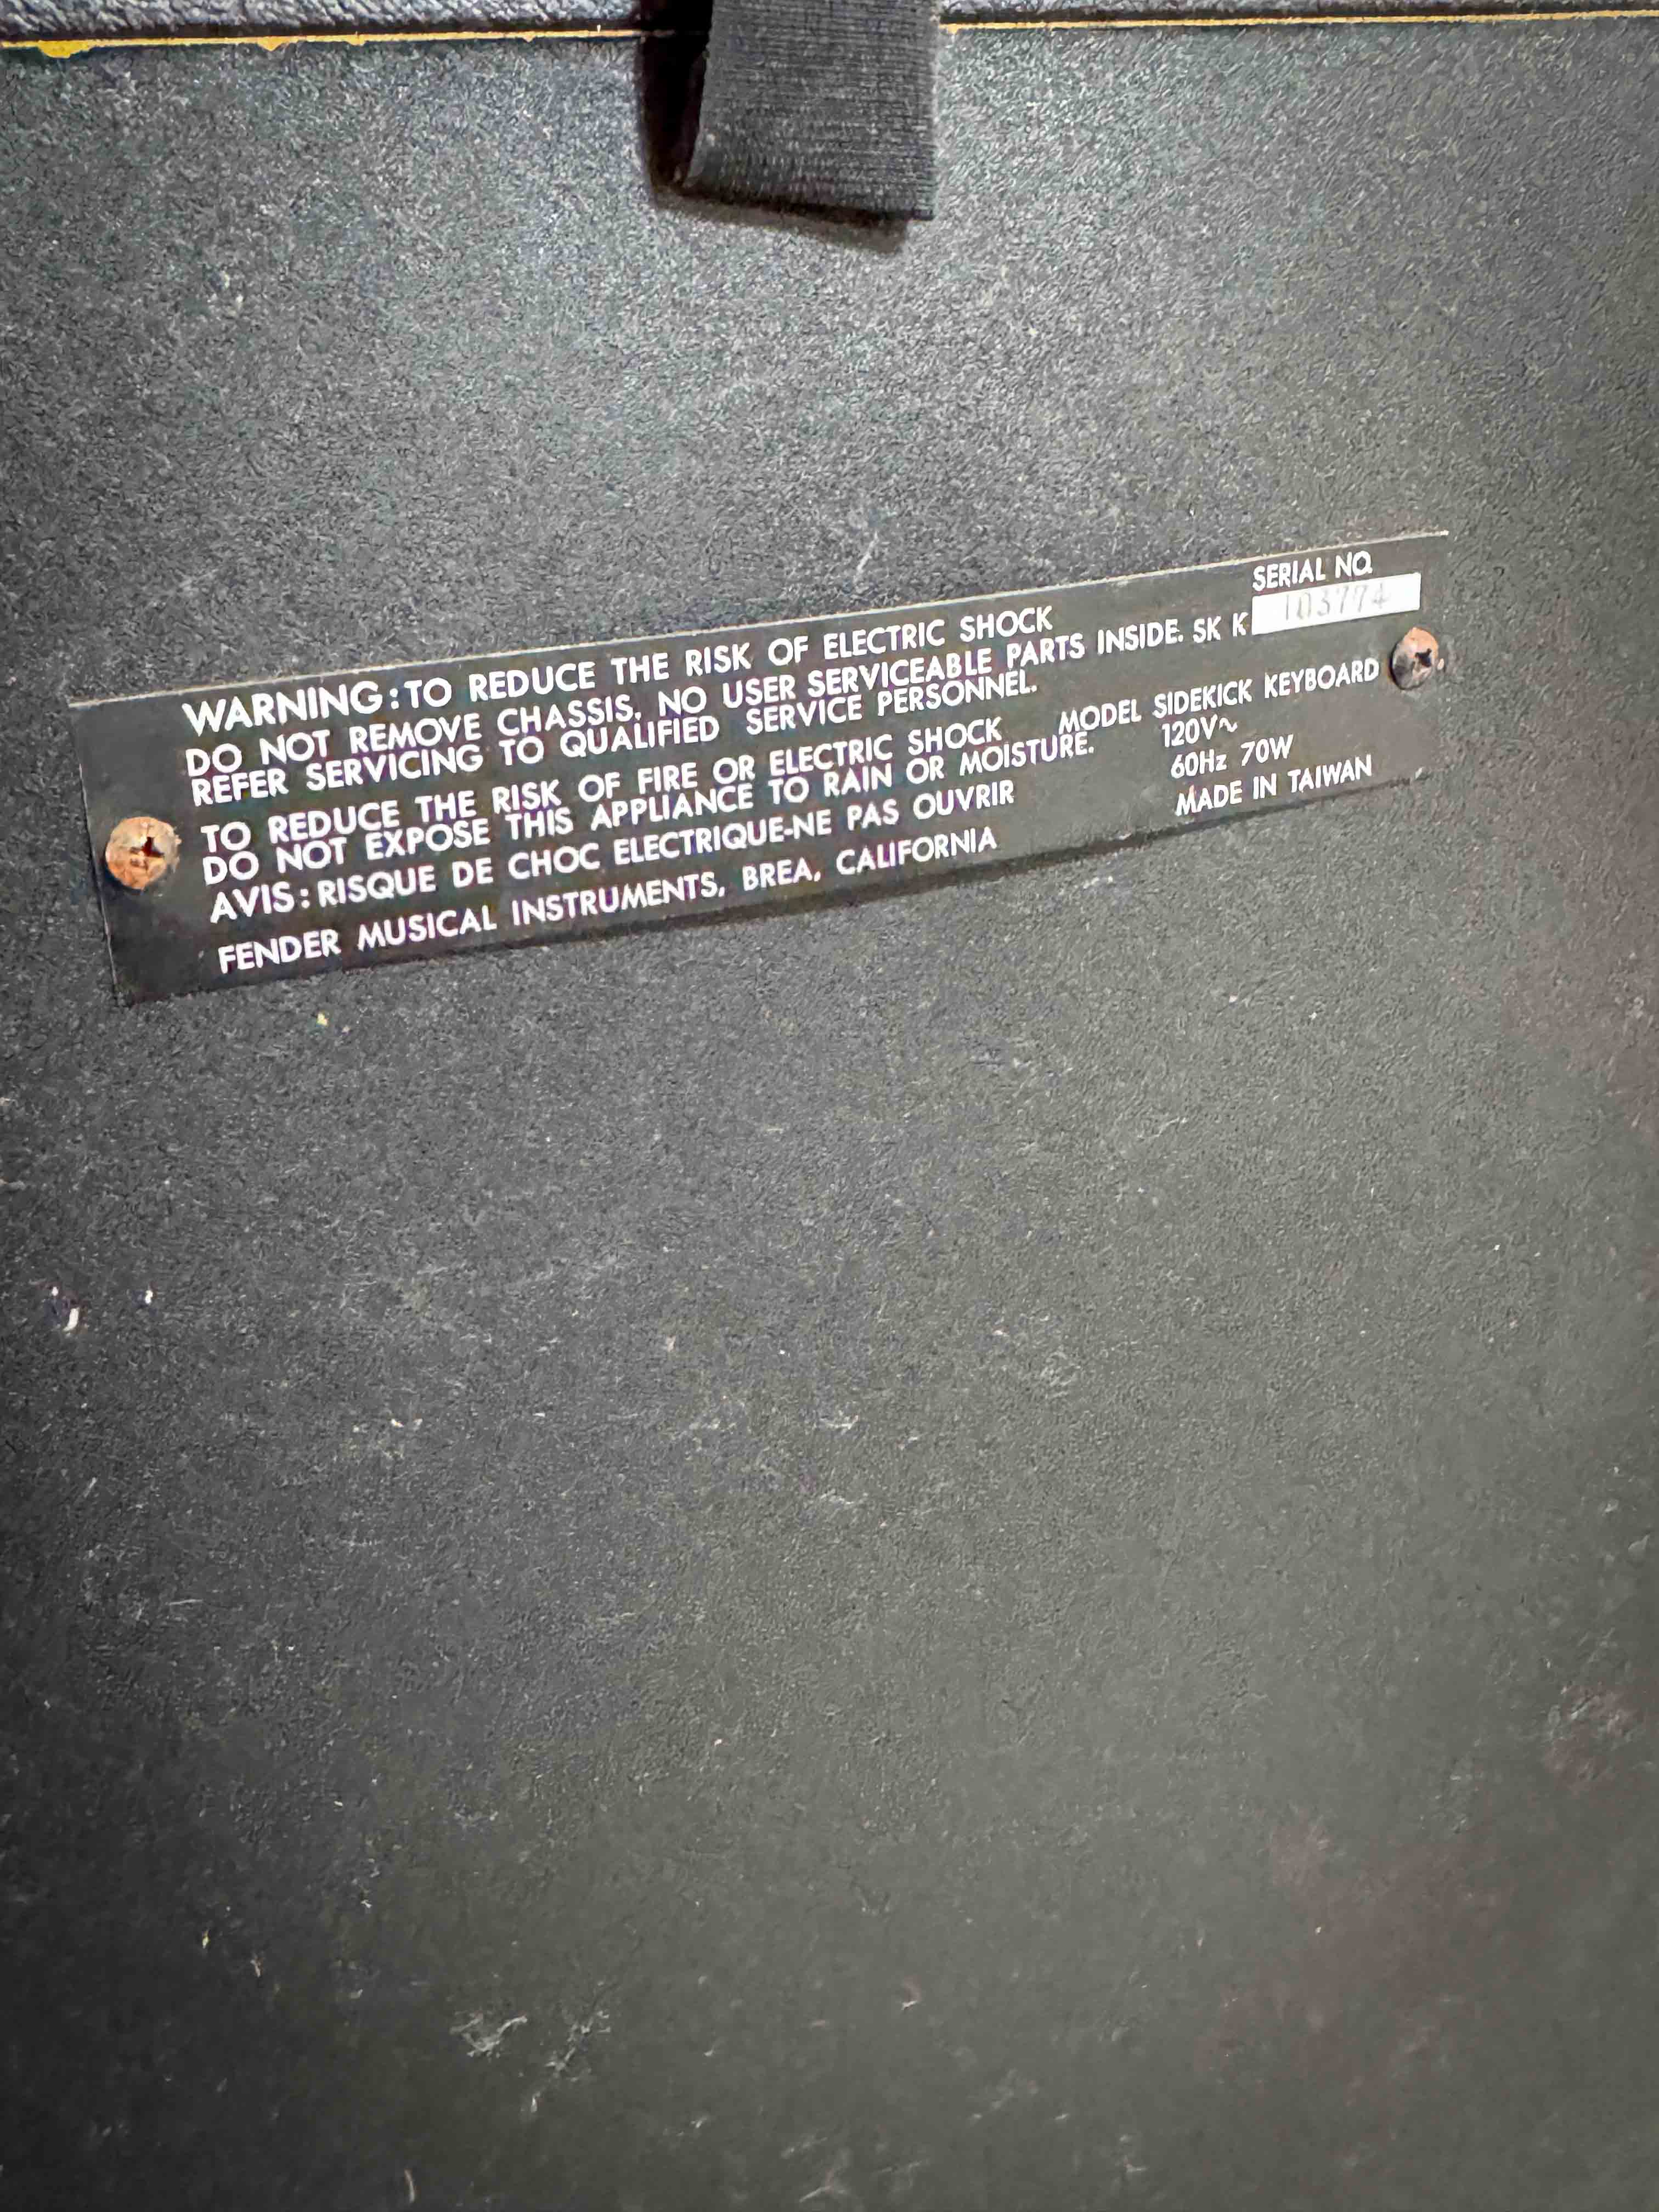 WARNING: TO REDUCE THE RISK OF ELECTRIC SHOCK
DO NOT REMOVE CHASSIS, NO USER SERVICEABLE PARTS INSIDE.
REFER SERVICING TO QUALIFIED SERVICE PERSONNEL.
TO REDUCE THE RISK OF FIRE OR ELECTRIC SHOCK
DO NOT EXPOSE THIS APPLIANCE TO RAIN OR MOISTURE.
AVIS: RISQUE DE CHOC ELECTRIQUE-NE PAS OUVRIR
FENDER MUSICAL INSTRUMENTS, BREA, CALIFORNIA
SERIAL NO.
SK K 103774
MODEL SIDEKICK KEYBOARD
120V~
60Hz 70W
MADE IN TAIWAN